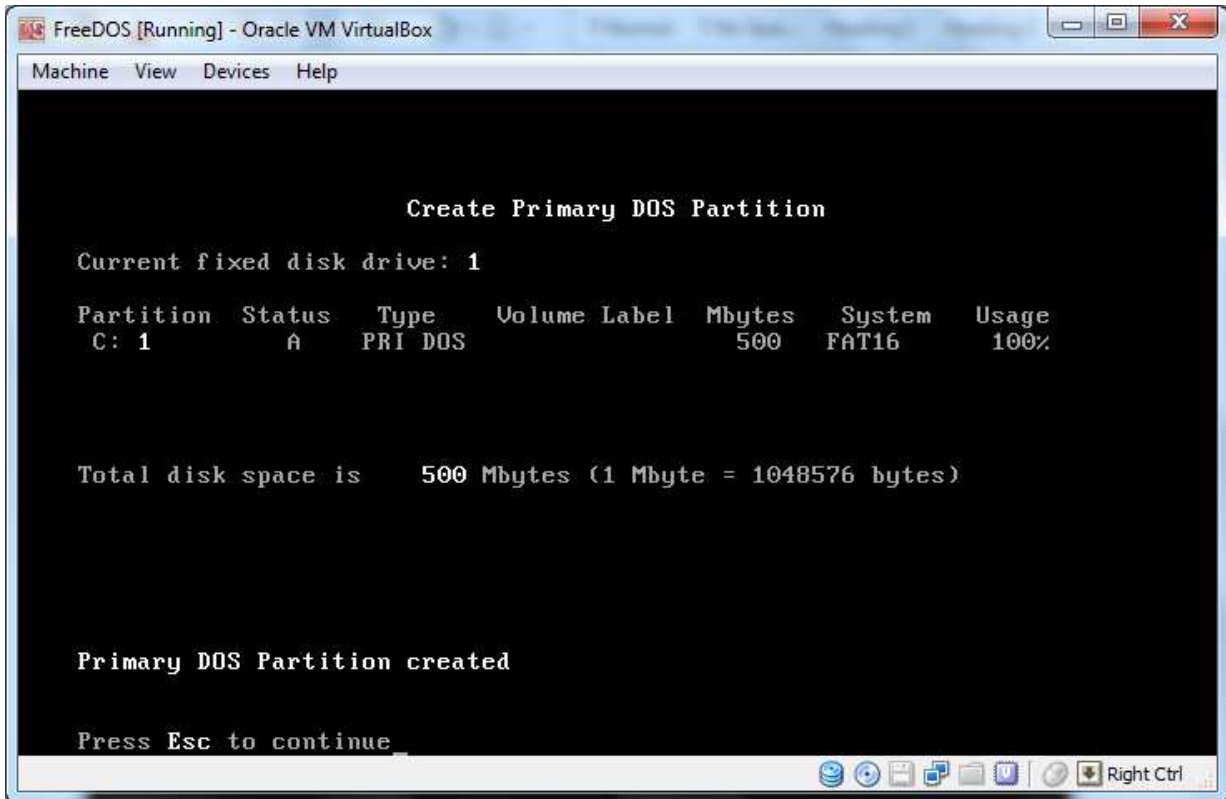 FreeDOS [Running] - Oracle VM VirtualBox
Machine View Devices Help
Create Primary DOS Partition
Current fixed disk drive: 1
Partition Status Type Volume Label Mbytes System Usage
C: 1 A PRI DOS 500 FAT16 100%
Total disk space is 500 Mbytes (1 Mbyte = 1048576 bytes)
Primary DOS Partition created
Press Esc to continue_
Right Ctrl